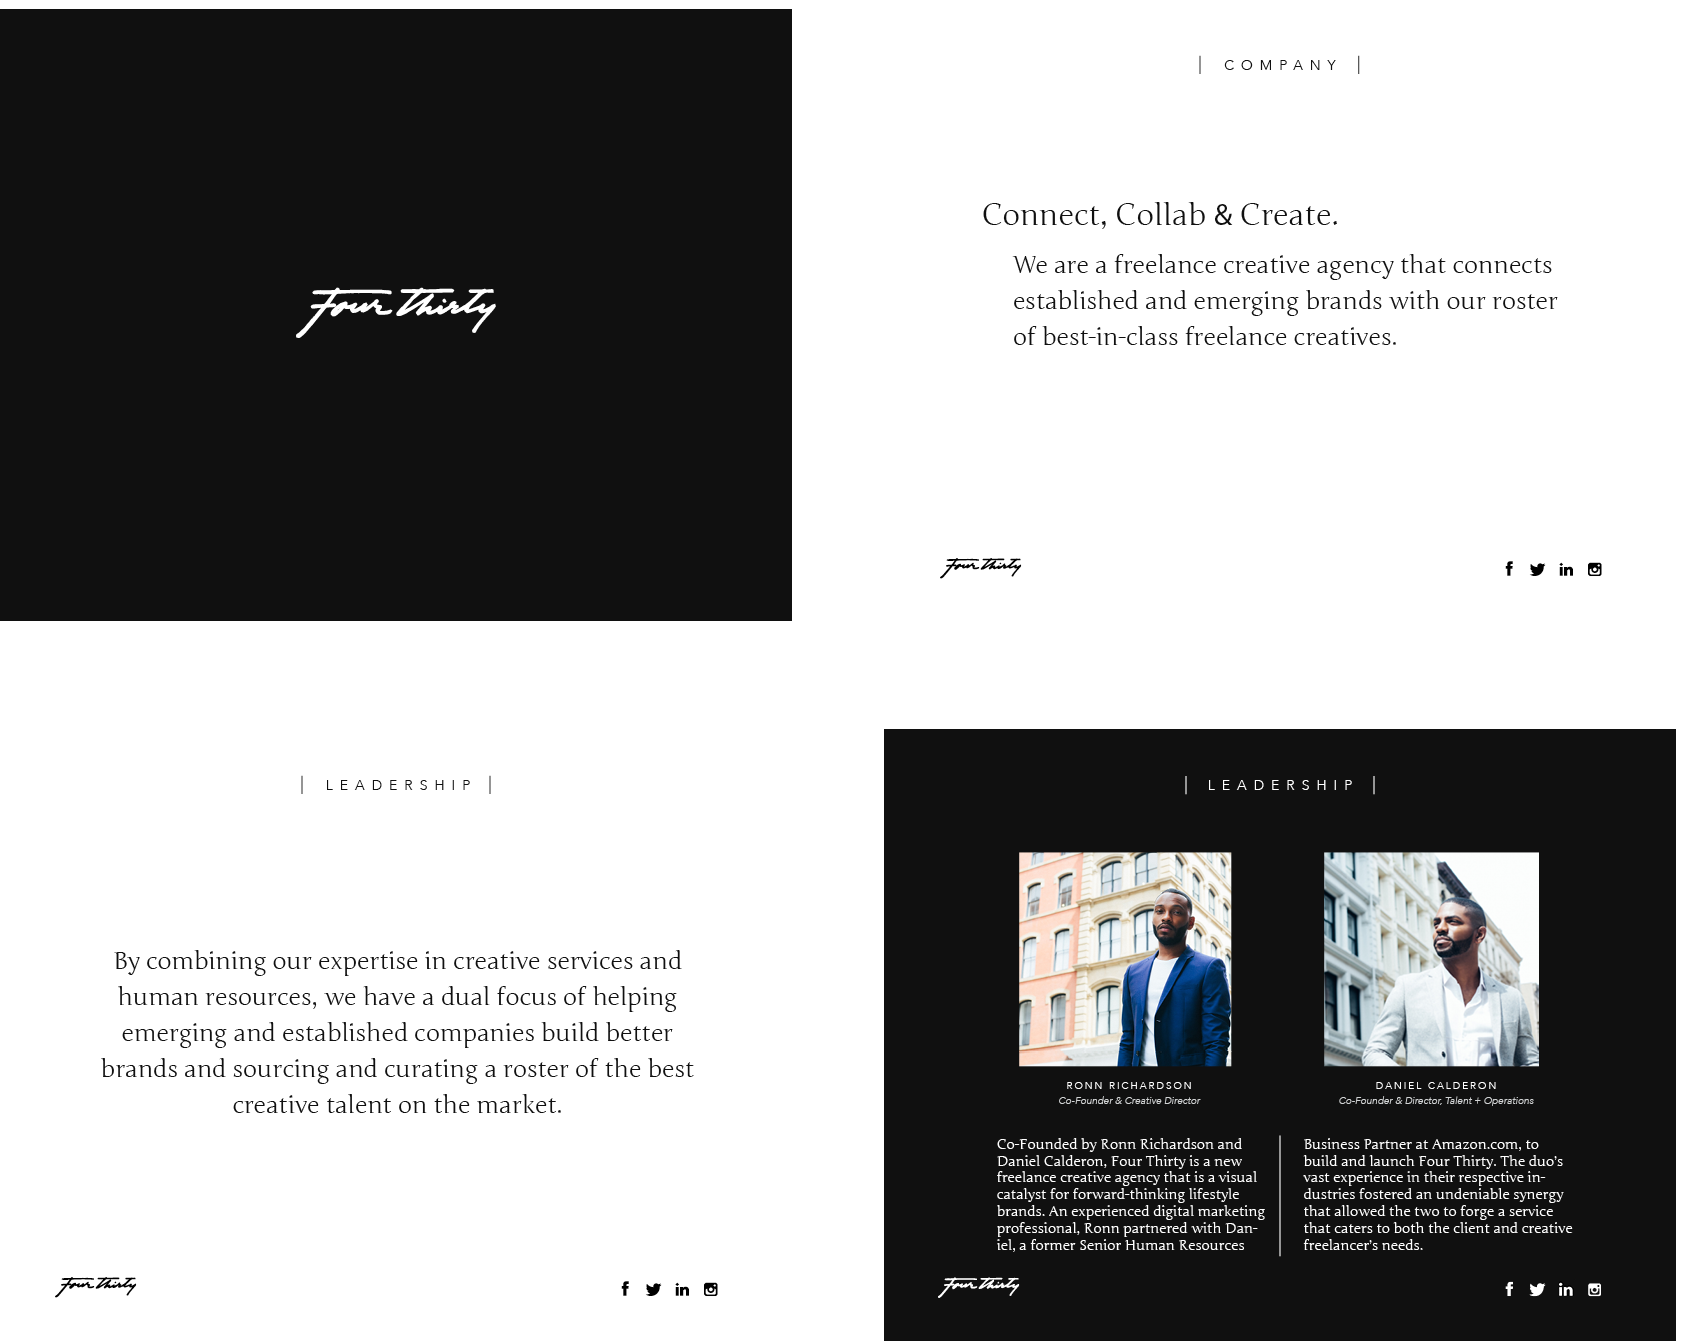 Four Thirty
| COMPANY |
Connect, Collab & Create.
We are a freelance creative agency that connects
established and emerging brands with our roster
of best-in-class freelance creatives.
Four Thirty
| LEADERSHIP |
By combining our expertise in creative services and
human resources, we have a dual focus of helping
emerging and established companies build better
brands and sourcing and curating a roster of the best
creative talent on the market.
Four Thirty
| LEADERSHIP |
RONN RICHARDSON
Co-Founder & Creative Director
DANIEL CALDERON
Co-Founder & Director, Talent + Operations
Co-Founded by Ronn Richardson and
Daniel Calderon, Four Thirty is a new
freelance creative agency that is a visual
catalyst for forward-thinking lifestyle
brands. An experienced digital marketing
professional, Ronn partnered with Dan-
iel, a former Senior Human Resources
Business Partner at Amazon.com, to
build and launch Four Thirty. The duo’s
vast experience in their respective in-
dustries fostered an undeniable synergy
that allowed the two to forge a service
that caters to both the client and creative
freelancer’s needs.
Four Thirty